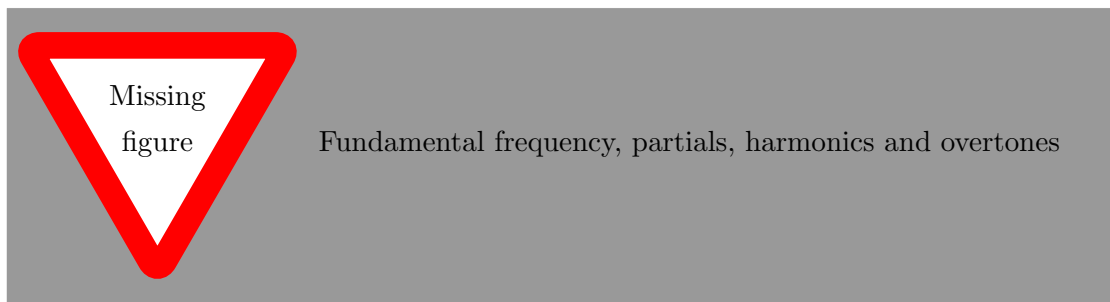 Missing
figure
Fundamental frequency, partials, harmonics and overtones